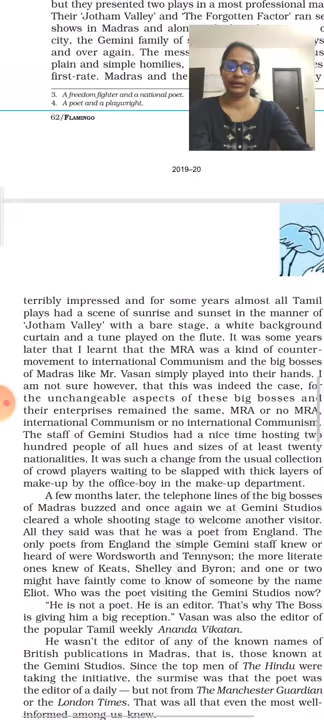 but they presented two plays in a most professional ma
Their 'Jotham Valley' and 'The Forgotten Factor' ran se
shows in Madras and alon
city, the Gemini family of s
and over again. The mess
plain and simple homilies,
first-rate. Madras and the
3. A freedom fighter and a national poet.
4. A poet and a playwright.
62/FLAMINGO
2019–20
terribly impressed and for some years almost all Tamil
plays had a scene of sunrise and sunset in the manner of
'Jotham Valley' with a bare stage, a white background
curtain and a tune played on the flute. It was some years
later that I learnt that the MRA was a kind of counter-
movement to international Communism and the big bosses
of Madras like Mr. Vasan simply played into their hands. I
am not sure however, that this was indeed the case, for
the unchangeable aspects of these big bosses and
their enterprises remained the same, MRA or no MRA,
international Communism or no international Communism.
The staff of Gemini Studios had a nice time hosting two
hundred people of all hues and sizes of at least twenty
nationalities. It was such a change from the usual collection
of crowd players waiting to be slapped with thick layers of
make-up by the office-boy in the make-up department.
A few months later, the telephone lines of the big bosses
of Madras buzzed and once again we at Gemini Studios
cleared a whole shooting stage to welcome another visitor.
All they said was that he was a poet from England. The
only poets from England the simple Gemini staff knew or
heard of were Wordsworth and Tennyson; the more literate
ones knew of Keats, Shelley and Byron; and one or two
might have faintly come to know of someone by the name
Eliot. Who was the poet visiting the Gemini Studios now?
"He is not a poet. He is an editor. That's why The Boss
is giving him a big reception." Vasan was also the editor of
the popular Tamil weekly Ananda Vikatan.
He wasn't the editor of any of the known names of
British publications in Madras, that is, those known at
the Gemini Studios. Since the top men of The Hindu were
taking the initiative, the surmise was that the poet was
the editor of a daily — but not from The Manchester Guardian
or the London Times. That was all that even the most well-
informed among us knew.